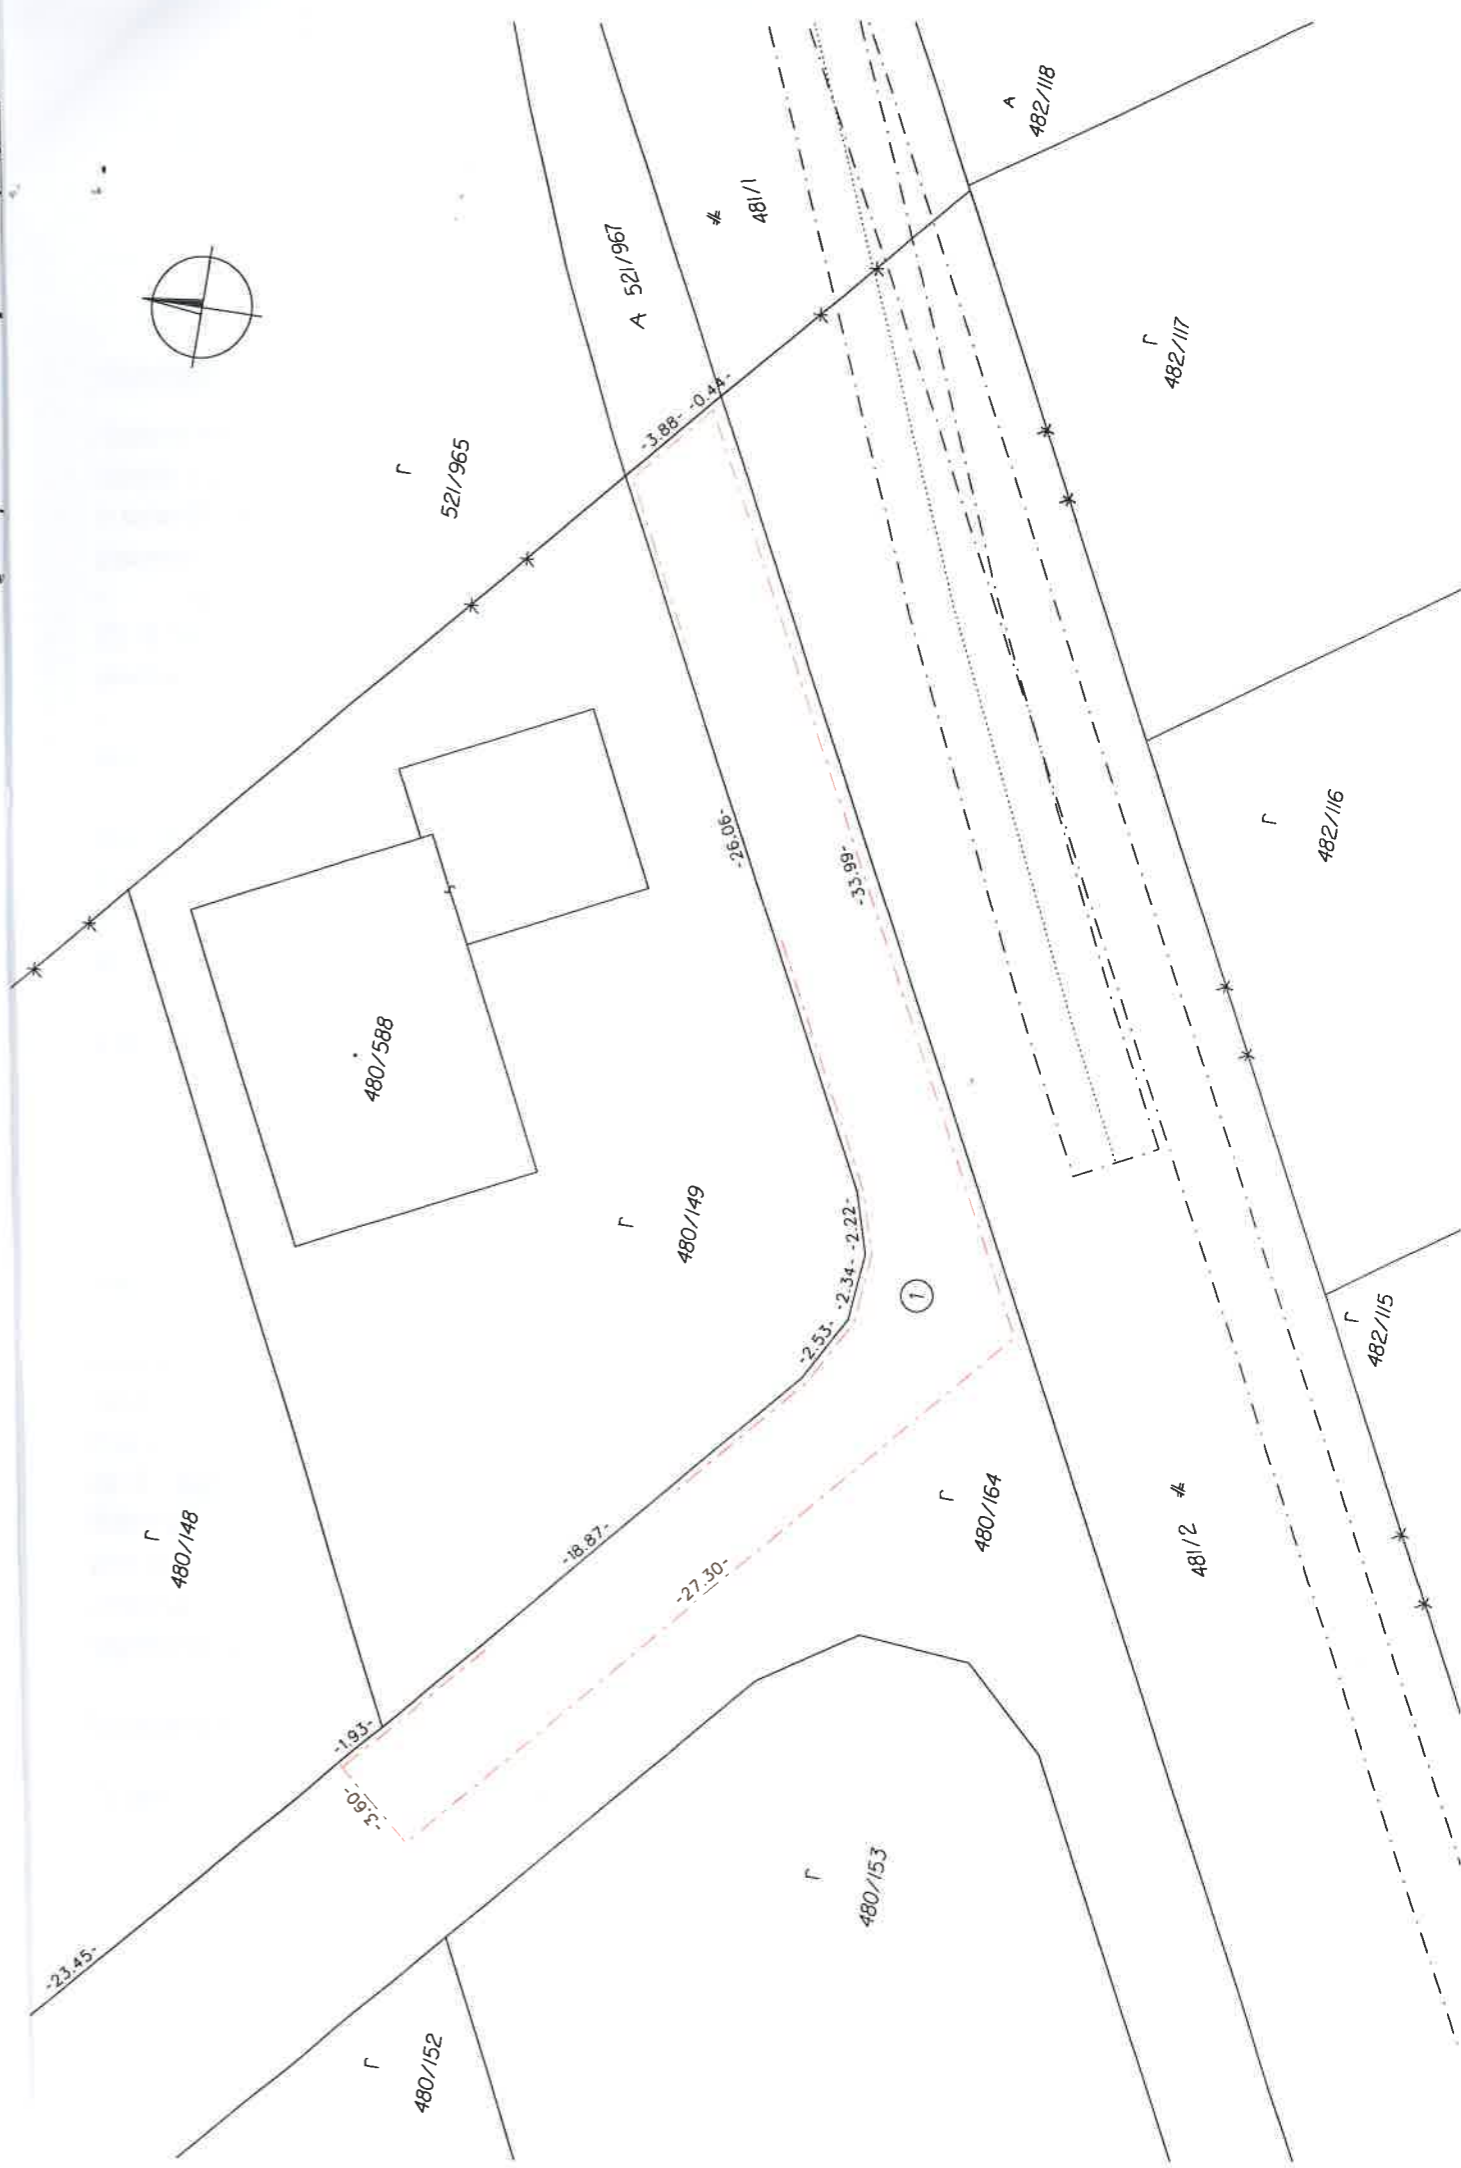 A
482/118
#
481/1
A 521/967
-0.44-
-3.88-
Γ
482/117
Γ
521/965
Γ
482/116
-26.06-
-33.99-
480/588
Γ
480/149
-2.22-
-2.34-
-2.53-
1
Γ
482/115
Γ
480/148
-18.87-
-27.30-
Γ
480/164
481/2 #
-1.93-
-3.60-
Γ
480/153
-23.45-
Γ
480/152